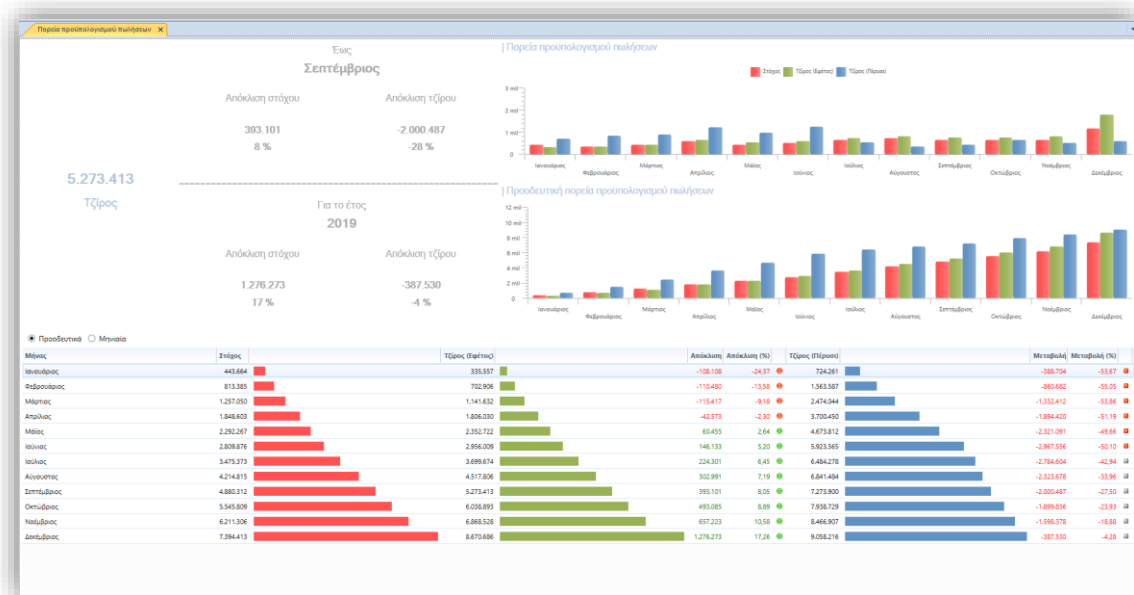 Πορεία προϋπολογισμού πωλήσεων
Έως
Σεπτέμβριος
Απόκλιση στόχου Απόκλιση τζίρου
393.101 -2.000.487
8 % -28 %
5.273.413
Τζίρος
Για το έτος
2019
Απόκλιση στόχου Απόκλιση τζίρου
1.276.273 -387.530
17 % -4 %
| Πορεία προϋπολογισμού πωλήσεων
Στόχος Τζίρος (Εφέτος) Τζίρος (Πέρυσι)
3 mil
2 mil
1 mil
0
Ιανουάριος Φεβρουάριος Μάρτιος Απρίλιος Μάϊος Ιούνιος Ιούλιος Αύγουστος Σεπτέμβριος Οκτώβριος Νοέμβριος Δεκέμβριος
| Προοδευτική πορεία προϋπολογισμού πωλήσεων
12 mil
10 mil
8 mil
6 mil
4 mil
2 mil
0
Ιανουάριος Φεβρουάριος Μάρτιος Απρίλιος Μάϊος Ιούνιος Ιούλιος Αύγουστος Σεπτέμβριος Οκτώβριος Νοέμβριος Δεκέμβριος
Προοδευτικά Μηνιαία
Μήνας Στόχος Τζίρος (Εφέτος) Απόκλιση Απόκλιση (%) Τζίρος (Πέρυσι) Μεταβολή Μεταβολή (%)
Ιανουάριος 443.664 335.557 -108.108 -24,37 724.261 -388.704 -53,67
Φεβρουάριος 813.385 702.906 -110.480 -13,58 1.563.587 -860.682 -55,05
Μάρτιος 1.257.050 1.141.632 -115.417 -9,18 2.474.044 -1.332.412 -53,86
Απρίλιος 1.848.603 1.806.030 -42.573 -2,30 3.700.450 -1.894.420 -51,19
Μάϊος 2.292.267 2.352.722 60.455 2,64 4.673.812 -2.321.091 -49,66
Ιούνιος 2.809.876 2.956.009 146.133 5,20 5.923.565 -2.967.556 -50,10
Ιούλιος 3.475.373 3.699.674 224.301 6,45 6.484.278 -2.784.604 -42,94
Αύγουστος 4.214.815 4.517.806 302.991 7,19 6.841.484 -2.323.678 -33,96
Σεπτέμβριος 4.880.312 5.273.413 393.101 8,05 7.273.900 -2.000.487 -27,50
Οκτώβριος 5.545.809 6.038.893 493.085 8,89 7.938.729 -1.899.836 -23,93
Νοέμβριος 6.211.306 6.868.528 657.223 10,58 8.466.907 -1.598.378 -18,88
Δεκέμβριος 7.394.413 8.670.686 1.276.273 17,26 9.058.216 -387.530 -4,28